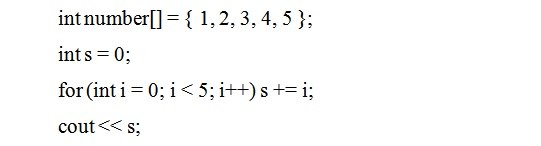 int number[] = { 1, 2, 3, 4, 5 };
int s = 0;
for (int i = 0; i < 5; i++) s += i;
cout << s;